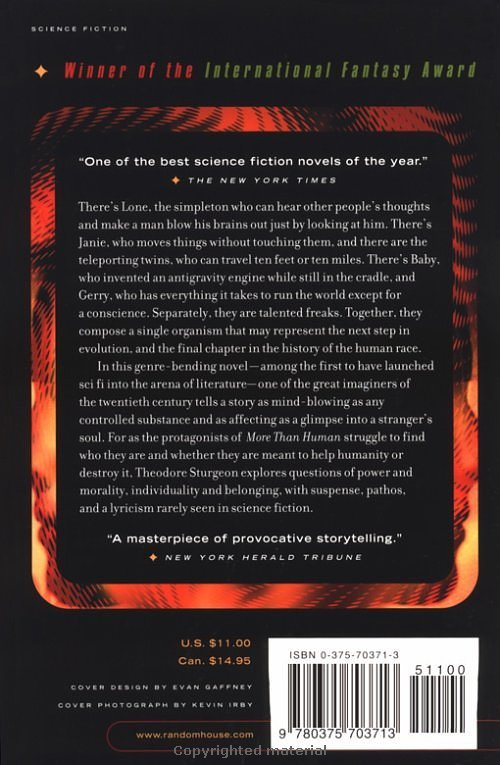 SCIENCE FICTION
Winner of the International Fantasy Award
"One of the best science fiction novels of the year."
THE NEW YORK TIMES
There's Lone, the simpleton who can hear other people's thoughts
and make a man blow his brains out just by looking at him. There's
Janie, who moves things without touching them, and there are the
teleporting twins, who can travel ten feet or ten miles. There's Baby,
who invented an antigravity engine while still in the cradle, and
Gerry, who has everything it takes to run the world except for
a conscience. Separately, they are talented freaks. Together, they
compose a single organism that may represent the next step in
evolution, and the final chapter in the history of the human race.
In this genre-bending novel—among the first to have launched
sci fi into the arena of literature—one of the great imaginers of
the twentieth century tells a story as mind-blowing as any
controlled substance and as affecting as a glimpse into a stranger's
soul. For as the protagonists of More Than Human struggle to find
who they are and whether they are meant to help humanity or
destroy it, Theodore Sturgeon explores questions of power and
morality, individuality and belonging, with suspense, pathos,
and a lyricism rarely seen in science fiction.
"A masterpiece of provocative storytelling."
NEW YORK HERALD TRIBUNE
U.S. $11.00
Can. $14.95
COVER DESIGN BY EVAN GAFFNEY
COVER PHOTOGRAPH BY KEVIN IRBY
www.randomhouse.com
ISBN 0-375-70371-3
51100
9 780375 703713
Copyrighted material